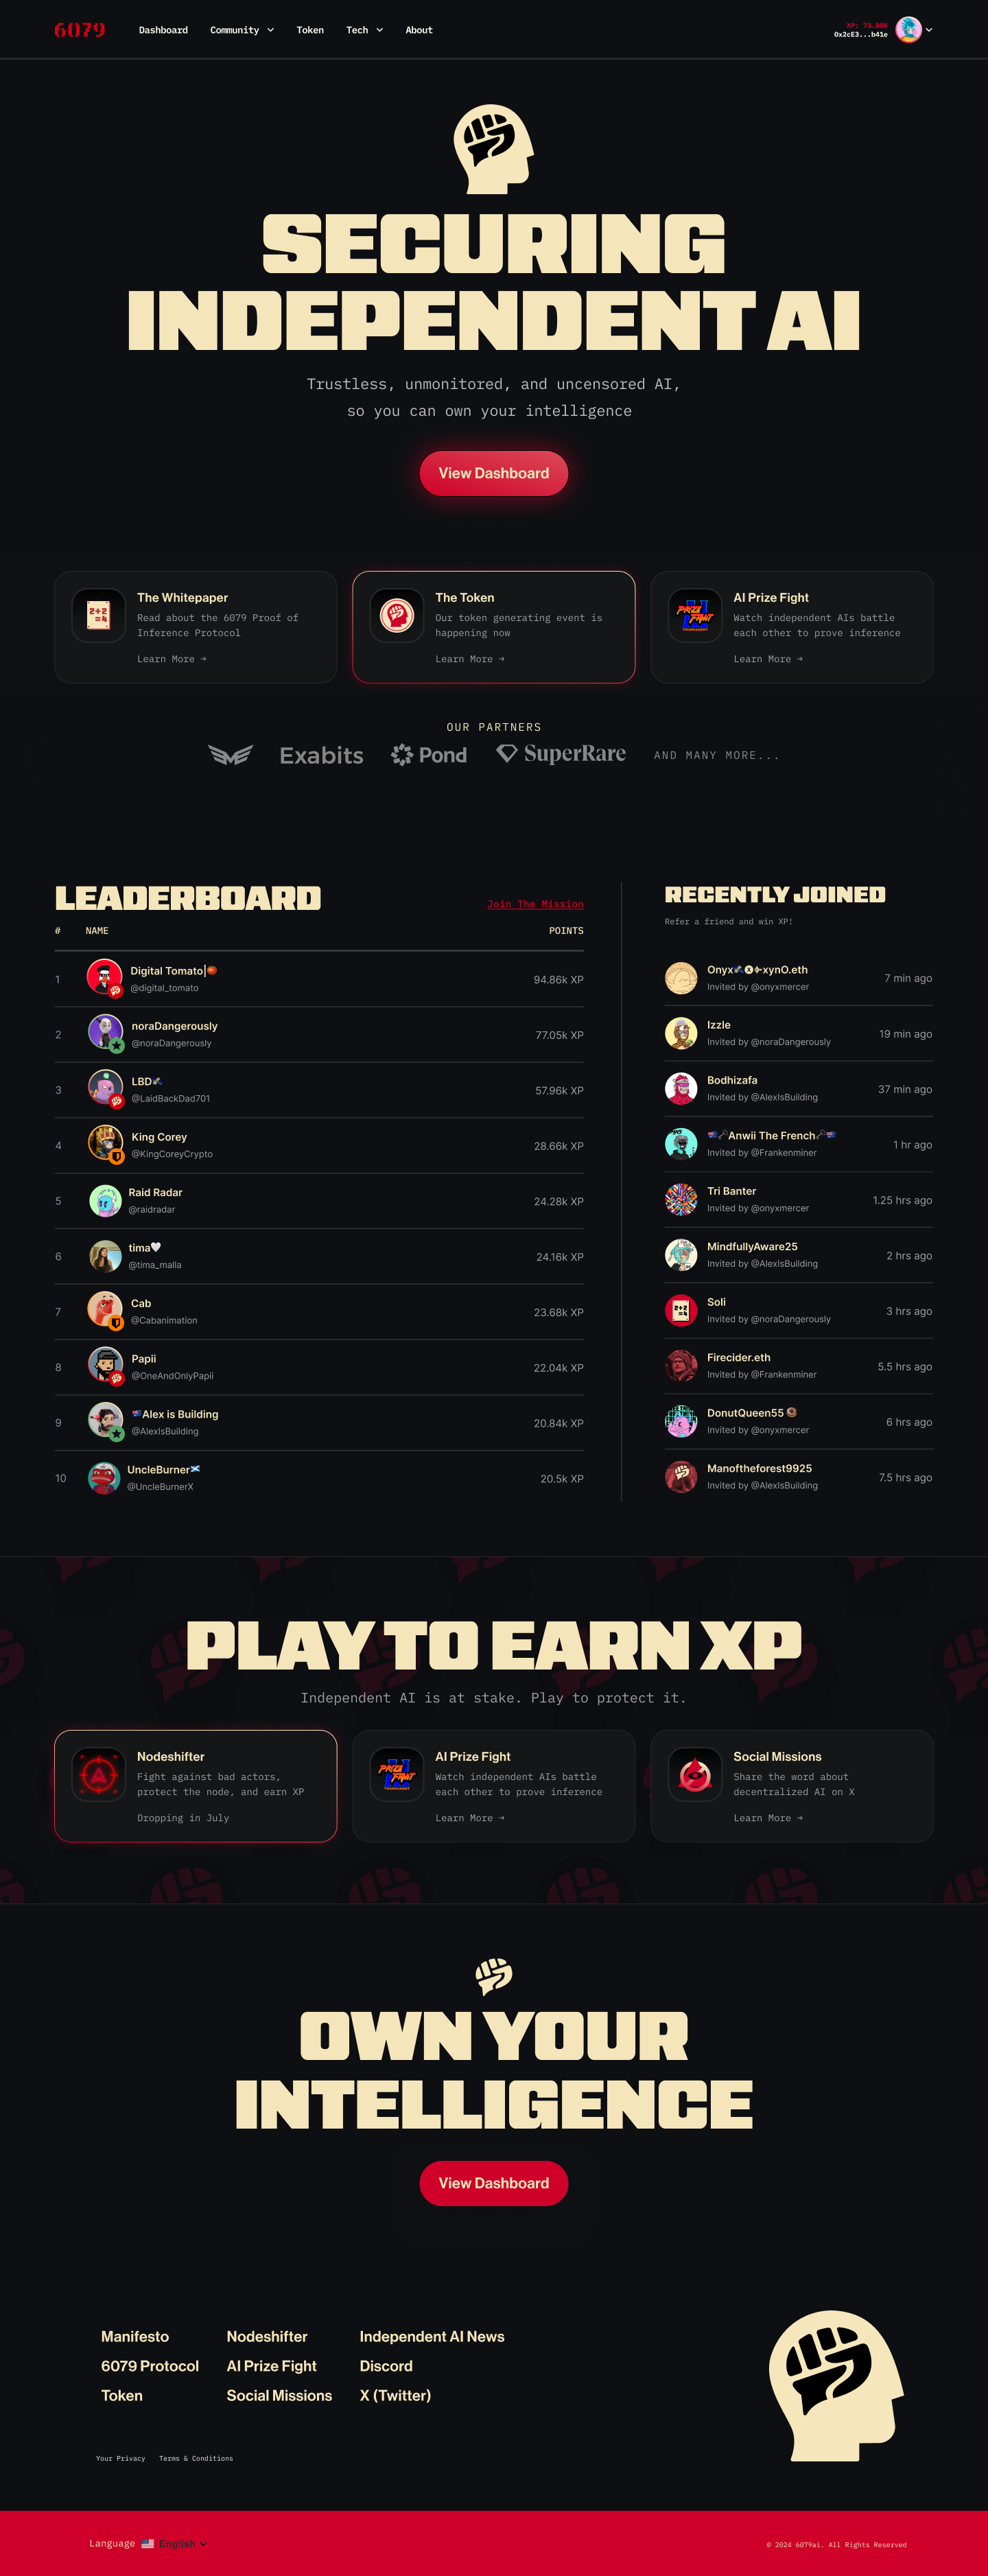 6079
Dashboard
Community
Token
Tech
About
XP: 73.86K
0x2cE3...b41e
SECURING
INDEPENDENT AI
Trustless, unmonitored, and uncensored AI,
so you can own your intelligence
View Dashboard
2+2
=4
The Whitepaper
Read about the 6079 Proof of
Inference Protocol
Learn More →
The Token
Our token generating event is
happening now
Learn More →
PRIZE
FIGHT
TOURNAMENT
AI Prize Fight
Watch independent AIs battle
each other to prove inference
Learn More →
OUR PARTNERS
Exabits
Pond
SuperRare
AND MANY MORE...
LEADERBOARD
Join The Mission
# NAME POINTS
1
Digital Tomato|🍅
@digital_tomato
94.86k XP
2
noraDangerously
@noraDangerously
77.05k XP
3
LBD
@LaidBackDad701
57.96k XP
4
King Corey
@KingCoreyCrypto
28.66k XP
5
Raid Radar
@raidradar
24.28k XP
6
tima🤍
@tima_malla
24.16k XP
7
Cab
@Cabanimation
23.68k XP
8
Papii
@OneAndOnlyPapii
22.04k XP
9
Alex is Building
@AlexIsBuilding
20.84k XP
10
UncleBurner
@UncleBurnerX
20.5k XP
RECENTLY JOINED
Refer a friend and win XP!
Onyx xynO.eth
Invited by @onyxmercer
7 min ago
Izzle
Invited by @noraDangerously
19 min ago
Bodhizafa
Invited by @AlexIsBuilding
37 min ago
Anwii The French
Invited by @Frankenminer
1 hr ago
Tri Banter
Invited by @onyxmercer
1.25 hrs ago
MindfullyAware25
Invited by @AlexIsBuilding
2 hrs ago
2+2
=4
Soli
Invited by @noraDangerously
3 hrs ago
Firecider.eth
Invited by @Frankenminer
5.5 hrs ago
DonutQueen55 🍩
Invited by @onyxmercer
6 hrs ago
Manoftheforest9925
Invited by @AlexIsBuilding
7.5 hrs ago
PLAY TO EARN XP
Independent AI is at stake. Play to protect it.
Nodeshifter
Fight against bad actors,
protect the node, and earn XP
Dropping in July
PRIZE
FIGHT
TOURNAMENT
AI Prize Fight
Watch independent AIs battle
each other to prove inference
Learn More →
Social Missions
Share the word about
decentralized AI on X
Learn More →
OWN YOUR
INTELLIGENCE
View Dashboard
Manifesto
6079 Protocol
Token
Nodeshifter
AI Prize Fight
Social Missions
Independent AI News
Discord
X (Twitter)
Your Privacy
Terms & Conditions
Language
English
© 2024 6079ai. All Rights Reserved